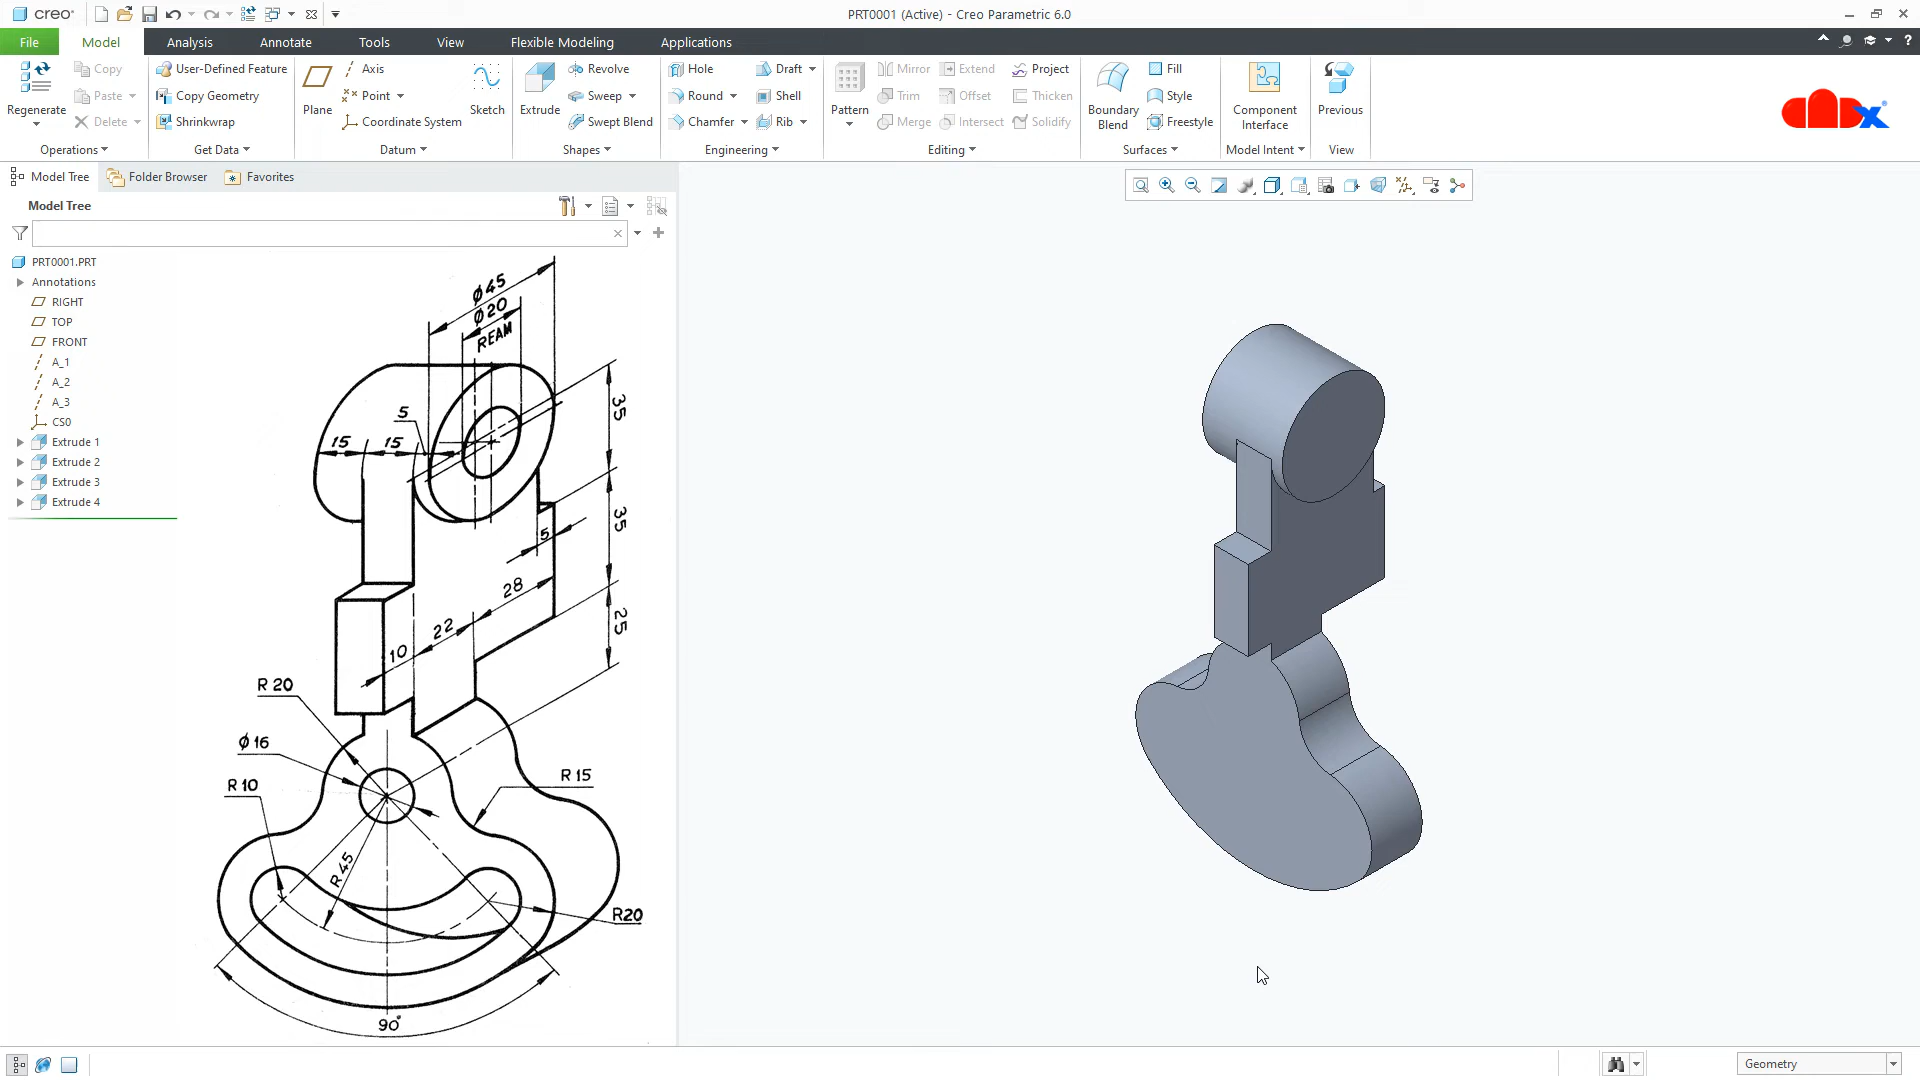 creo
PRT0001 (Active) - Creo Parametric 6.0
File Model Analysis Annotate Tools View Flexible Modeling Applications
Regenerate
Copy
Paste
Delete
Operations
User-Defined Feature
Copy Geometry
Shrinkwrap
Get Data
Plane
Axis
Point
Coordinate System
Sketch
Datum
Extrude
Revolve
Sweep
Swept Blend
Shapes
Hole
Draft
Round
Shell
Chamfer
Rib
Engineering
Pattern
Mirror
Extend
Project
Trim
Offset
Thicken
Merge
Intersect
Solidify
Editing
Boundary
Blend
Fill
Style
Freestyle
Surfaces
Component
Interface
Model Intent
Previous
View
Model Tree Folder Browser Favorites
Model Tree
PRT0001.PRT
Annotations
RIGHT
TOP
FRONT
A_1
A_2
A_3
CS0
Extrude 1
Extrude 2
Extrude 3
Extrude 4
Ø45
Ø20
REAM
35
5
15 15
35
5
28
25
22
10
R 20
Ø 16
R 10
R 15
R 45
R20
90°
Geometry